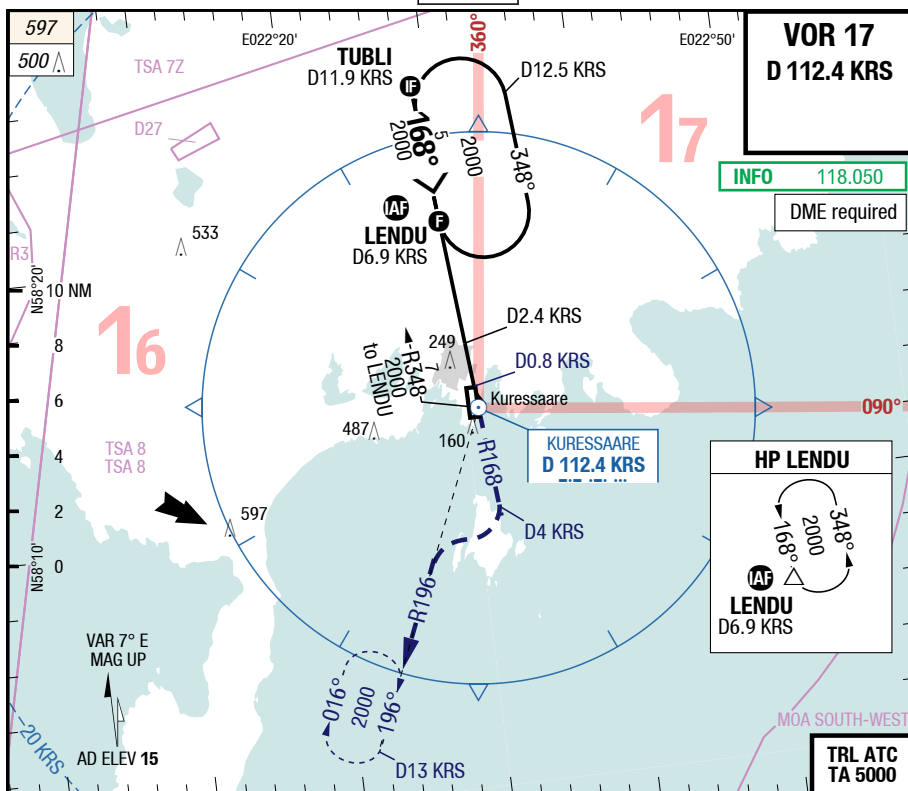 597
500
E022°20'
360°
E022°50'
VOR 17
D 112.4 KRS
TUBLI
D11.9 KRS
IF
D12.5 KRS
TSA 7Z
D27
168°
5
2000
2000
348°
17
INFO 118.050
DME required
IAF
LENDU
D6.9 KRS
F
533
R3
N58°20'
10 NM
16
8
6
4
2
0
D2.4 KRS
249
D0.8 KRS
R348
2000
to LENDU
Kuressaare
090°
487
160
KURESSAARE
D 112.4 KRS
TSA 8
TSA 8
R168
HP LENDU
168°
2000
348°
IAF
LENDU
D6.9 KRS
597
D4 KRS
N58°10'
R196
VAR 7° E
MAG UP
016°
2000
196°
MOA SOUTH-WEST
20 KRS
AD ELEV 15
D13 KRS
TRL ATC
TA 5000